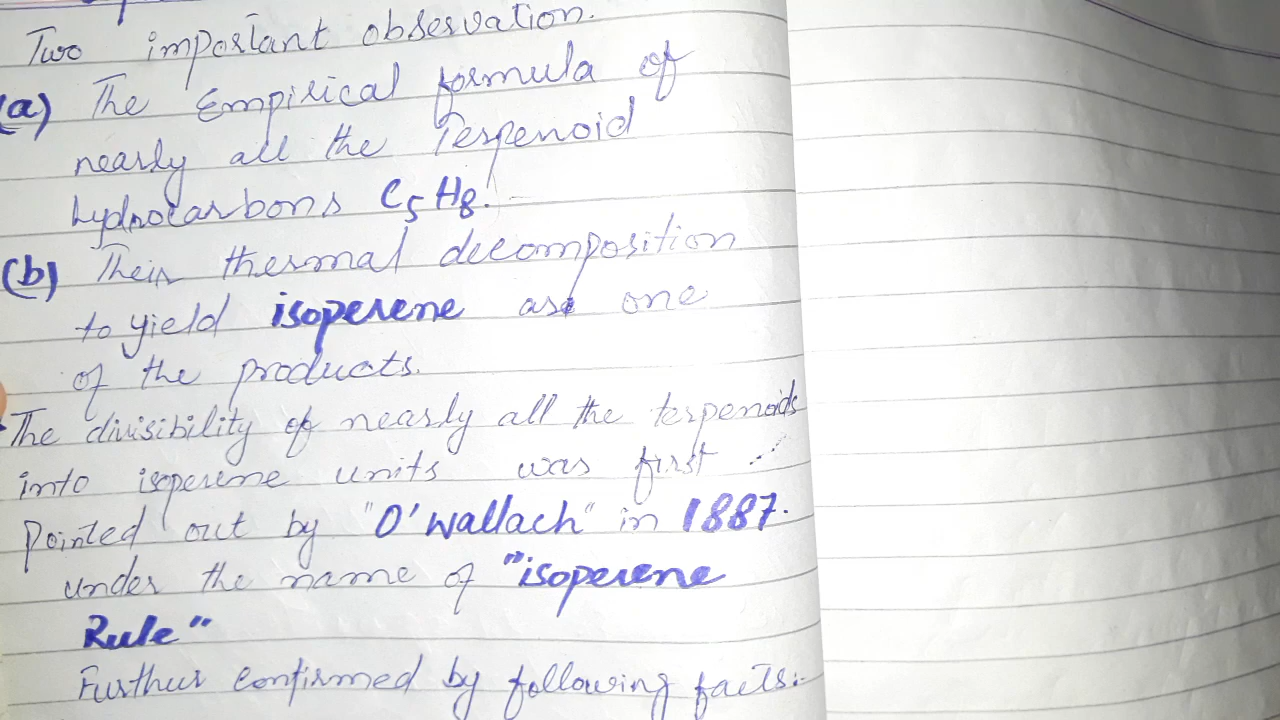 Two important observation.
(a) The Empirical formula of
nearly all the Terpenoid
hydrocarbons C5H8.
(b) Their thermal decomposition
to yield isoperene as one
of the products.
The divisibility of nearly all the terpenoids
into isoperene units was first
pointed out by "O'wallach" in 1887.
under the name of "isoperene
Rule"
Further confirmed by following facts:-